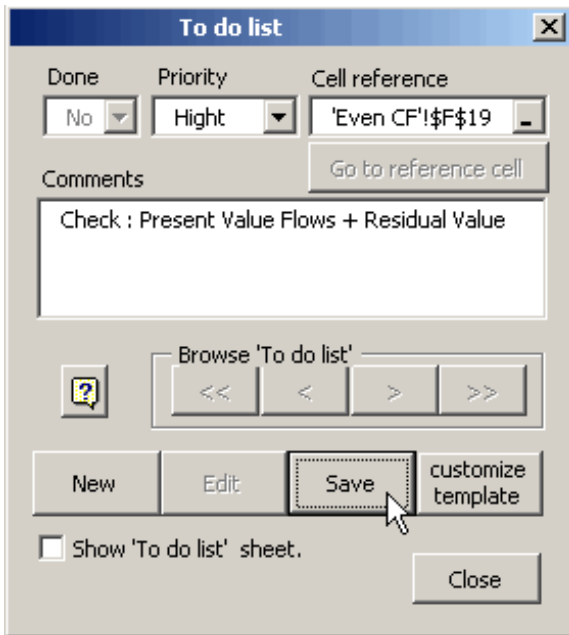 To do list
Done Priority Cell reference
No Hight 'Even CF'!$F$19
Go to reference cell
Comments
Check : Present Value Flows + Residual Value
Browse 'To do list'
<< < > >>
New Edit Save customize template
Show 'To do list' sheet.
Close